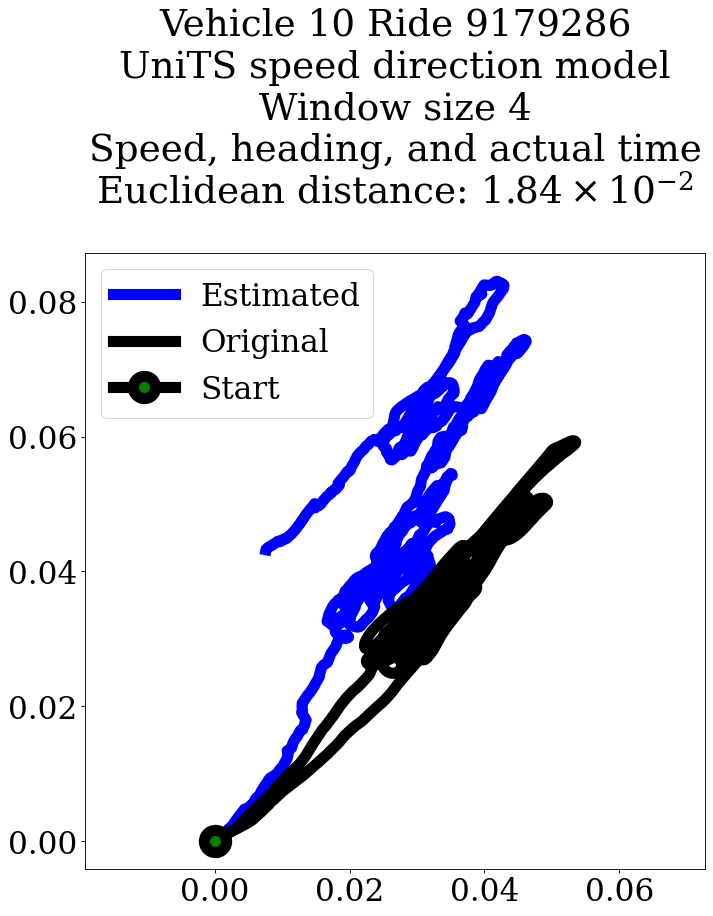 Vehicle 10 Ride 9179286
UniTS speed direction model
Window size 4
Speed, heading, and actual time
Euclidean distance: 1.84 × 10⁻²
Estimated
Original
Start
0.08
0.06
0.04
0.02
0.00
0.00 0.02 0.04 0.06